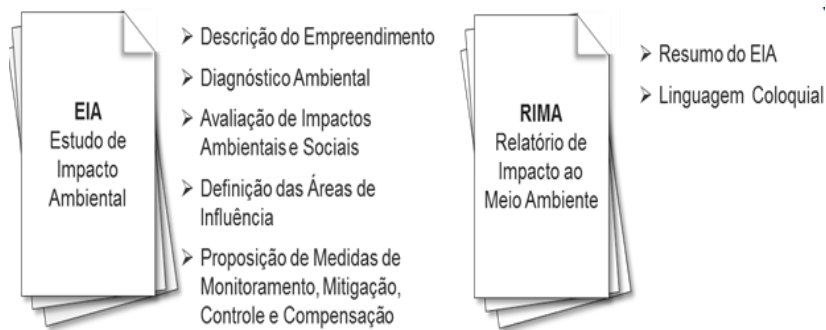 EIA
Estudo de
Impacto
Ambiental
➢ Descrição do Empreendimento
➢ Diagnóstico Ambiental
➢ Avaliação de Impactos
Ambientais e Sociais
➢ Definição das Áreas de
Influência
➢ Proposição de Medidas de
Monitoramento, Mitigação,
Controle e Compensação
RIMA
Relatório de
Impacto ao
Meio Ambiente
➢ Resumo do EIA
➢ Linguagem Coloquial